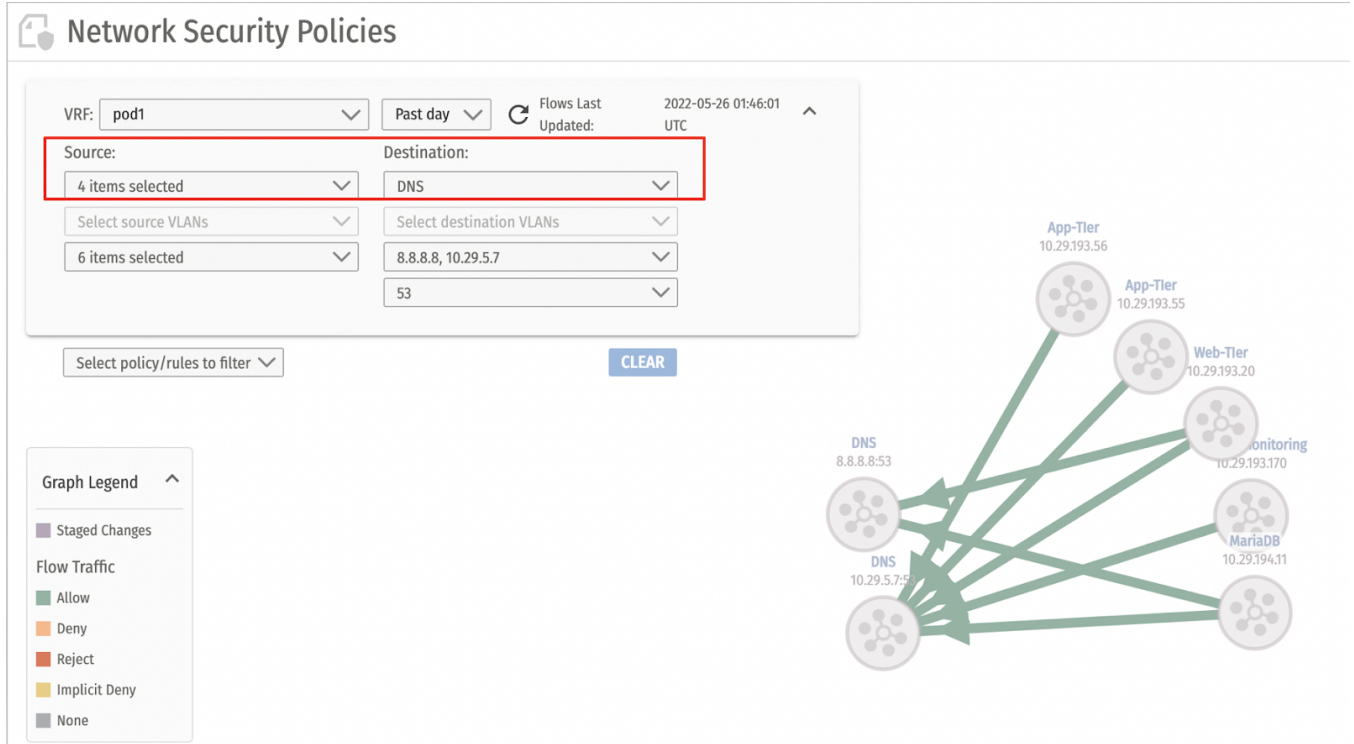 Network Security Policies
VRF: pod1 Past day Flows Last Updated: 2022-05-26 01:46:01 UTC
Source: Destination:
4 items selected DNS
Select source VLANs Select destination VLANs
6 items selected 8.8.8.8, 10.29.5.7
53
Select policy/rules to filter CLEAR
App-TIer
10.29.193.56
App-TIer
10.29.193.55
Web-TIer
10.29.193.20
onitoring
10.29.193.170
DNS
8.8.8.8:53
MariaDB
10.29.194.11
DNS
10.29.5.7:53
Graph Legend
Staged Changes
Flow Traffic
Allow
Deny
Reject
Implicit Deny
None